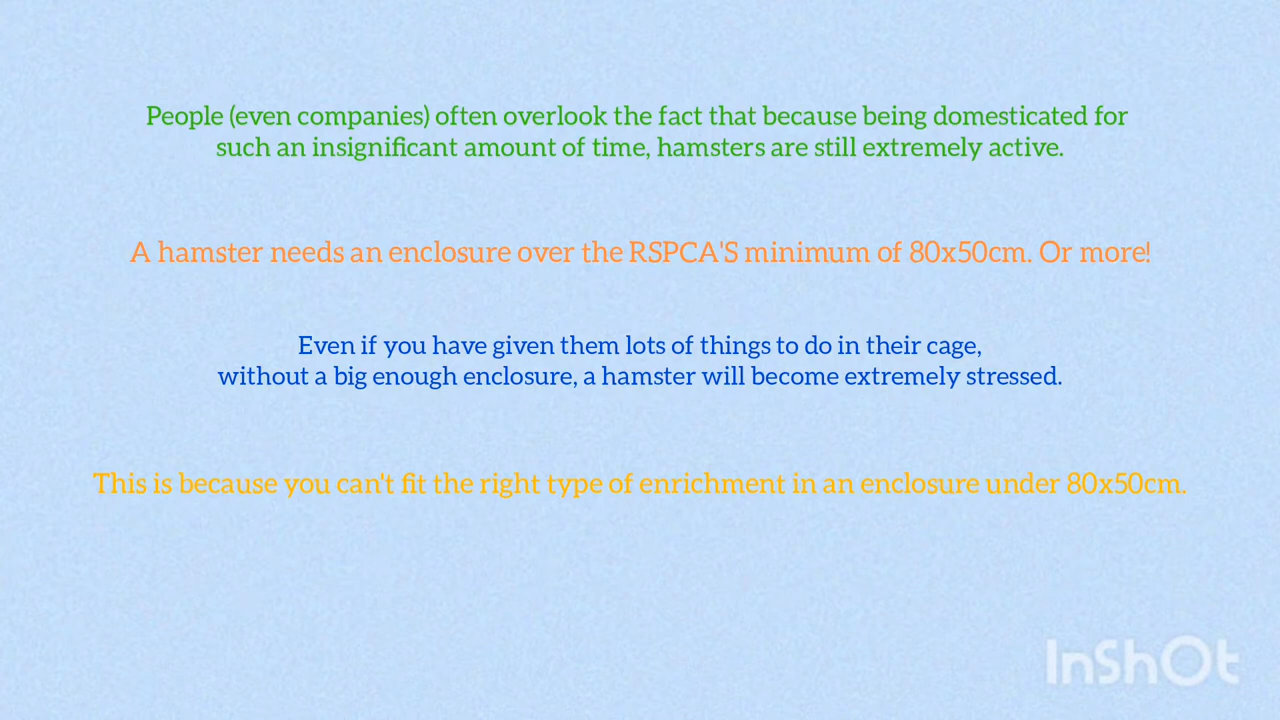 People (even companies) often overlook the fact that because being domesticated for
such an insignificant amount of time, hamsters are still extremely active.
A hamster needs an enclosure over the RSPCA'S minimum of 80x50cm. Or more!
Even if you have given them lots of things to do in their cage,
without a big enough enclosure, a hamster will become extremely stressed.
This is because you can't fit the right type of enrichment in an enclosure under 80x50cm.
InShOt